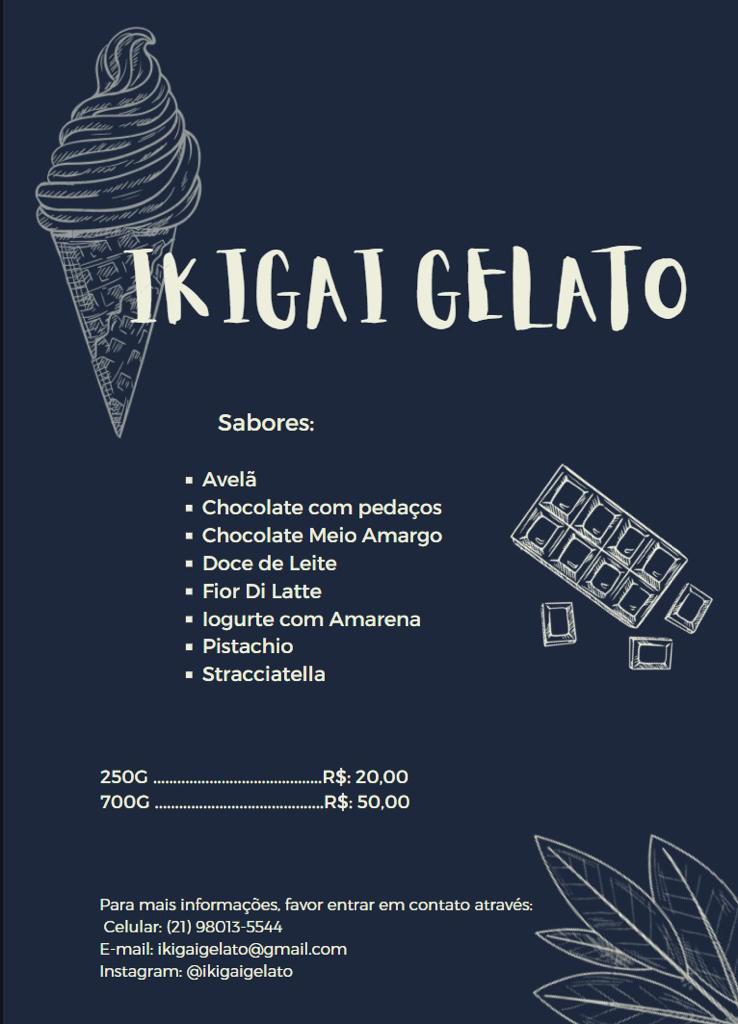 IKIGAI GELATO
Sabores:
▪ Avelã
▪ Chocolate com pedaços
▪ Chocolate Meio Amargo
▪ Doce de Leite
▪ Fior Di Latte
▪ Iogurte com Amarena
▪ Pistachio
▪ Stracciatella
250G ..........................................R$: 20,00
700G ..........................................R$: 50,00
Para mais informações, favor entrar em contato através:
Celular: (21) 98013-5544
E-mail: ikigaigelato@gmail.com
Instagram: @ikigaigelato